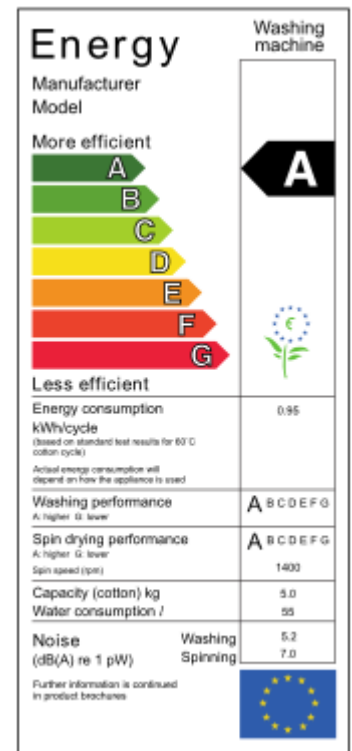 Energy
Washing
machine
Manufacturer
Model
More efficient
A
A
B
C
D
E
F
G
Less efficient
Energy consumption
0.95
kWh/cycle
(based on standard test results for 60°C
cotton cycle)
Actual energy consumption will
depend on how the appliance is used
Washing performance
A B C D E F G
A: higher G: lower
Spin drying performance
A B C D E F G
A: higher G: lower
Spin speed (rpm)
1400
Capacity (cotton) kg
5.0
Water consumption l
55
Noise
Washing
5.2
(dB(A) re 1 pW)
Spinning
7.0
Further information is continued
in product brochures